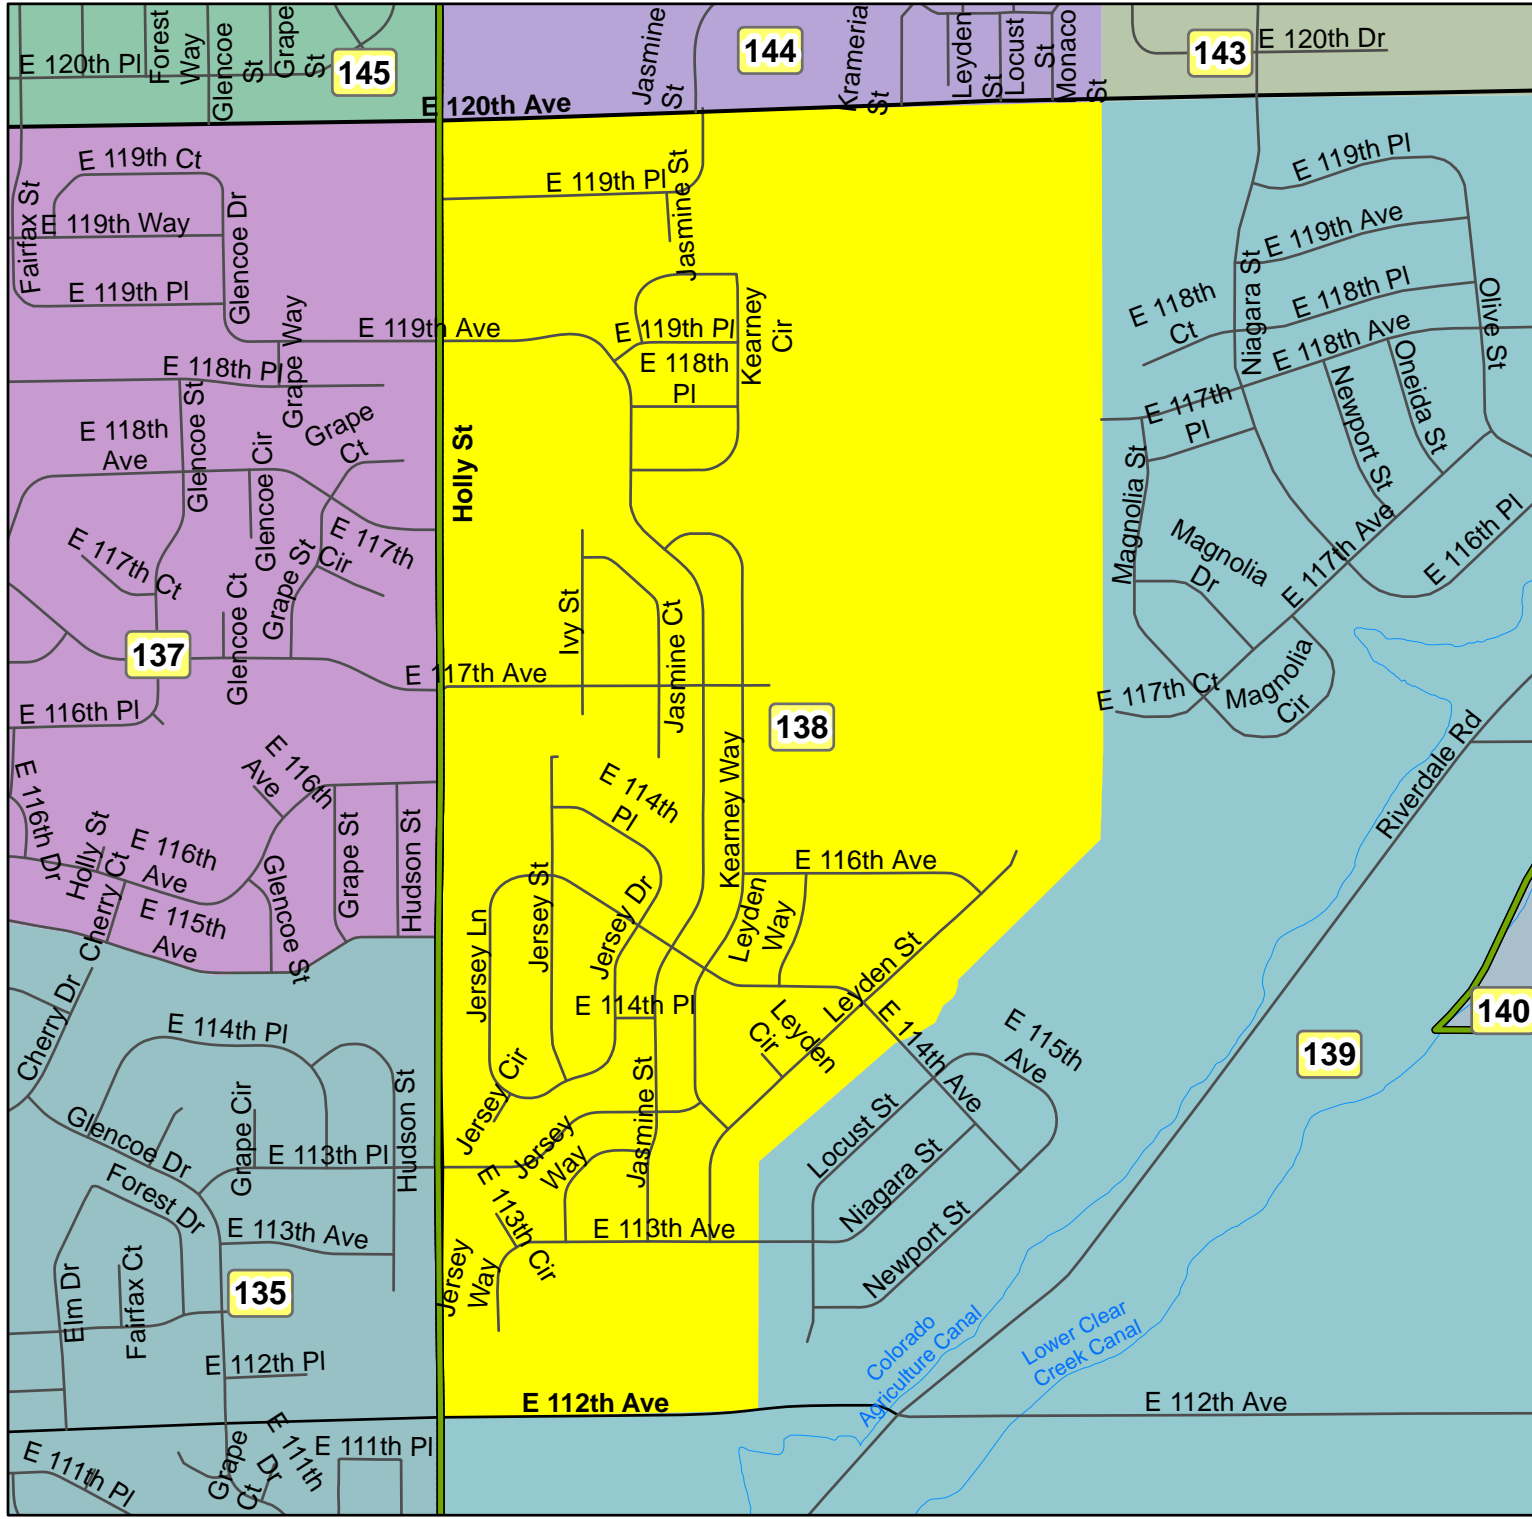 Forest
Way
Glencoe
St
Grape
St
E 120th Pl
145
Jasmine
St
144
Krameria
St
Leyden
St
Locust
St
Monaco
St
143
E 120th Dr
E 120th Ave
E 119th Ct
Fairfax St
E 119th Way
Glencoe Dr
E 119th Pl
E 119th Pl
Jasmine St
E 119th Pl
E 119th Ave
Niagara St
E 118th
Ct
E 118th Pl
Olive St
Grape Way
E 119th Ave
E 119th Pl
Kearney
Cir
E 118th
Pl
E 118th Ave
E 118th Pl
Glencoe St
Grape
Ct
E 118th
Ave
Glencoe Cir
Holly St
E 117th
Pl
Newport St
Oneida St
Magnolia St
E 117th Ct
Grape St
E 117th
Cir
Glencoe Ct
Ivy St
Jasmine Ct
Magnolia
Dr
E 117th Ave
E 116th Pl
137
E 117th Ave
E 117th Ct
Magnolia
Cir
E 116th Pl
138
Kearney Way
Riverdale Rd
E 116th Dr
E 116th
Ave
Holly St
Cherry Ct
E 116th
Ave
Grape St
Hudson St
E 115th
Ave
Glencoe St
E 114th
Pl
E 116th Ave
Jersey Ln
Jersey St
Jersey Dr
Leyden
Way
Leyden St
Cherry Dr
E 114th Pl
E 114th Pl
Leyden
Cir
E 114th Ave
E 115th
Ave
140
139
Glencoe Dr
Grape Cir
Hudson St
E 113th Pl
Jersey Cir
Jersey
Way
Jasmine St
Locust St
Niagara St
Newport St
Forest Dr
E 113th Ave
E 113th Cir
E 113th Ave
Elm Dr
Fairfax Ct
135
Jersey
Way
E 112th Pl
Colorado
Agriculture Canal
Lower Clear
Creek Canal
E 112th Ave
E 112th Ave
E 111th Pl
Grape
Ct
E 111th
Dr
E 111th Pl